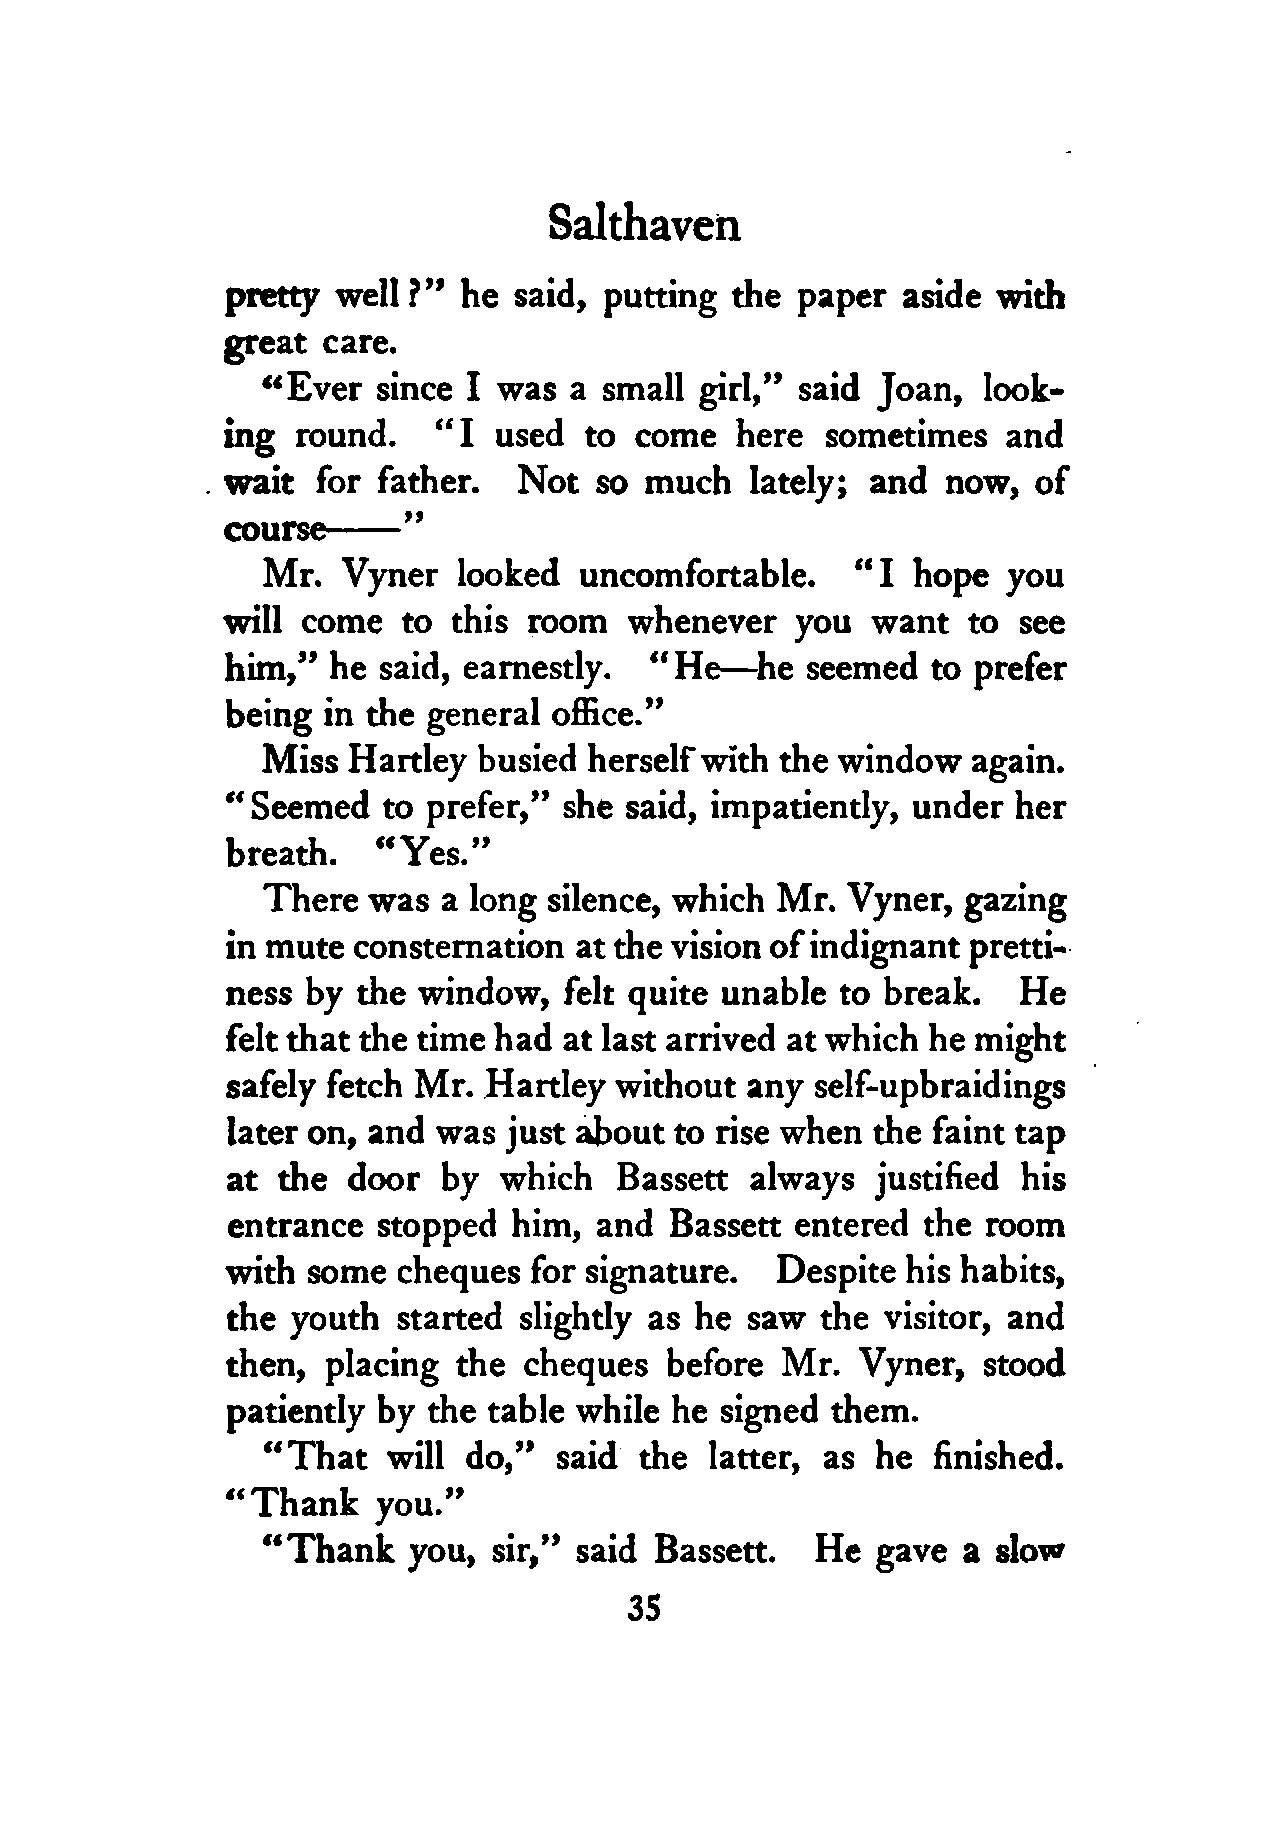 Salthaven
pretty well?” he said, putting the paper aside with
great care.
“Ever since I was a small girl,” said Joan, look-
ing round. “I used to come here sometimes and
wait for father. Not so much lately; and now, of
course——”
Mr. Vyner looked uncomfortable. “I hope you
will come to this room whenever you want to see
him,” he said, earnestly. “He—he seemed to prefer
being in the general office.”
Miss Hartley busied herself with the window again.
“Seemed to prefer,” she said, impatiently, under her
breath. “Yes.”
There was a long silence, which Mr. Vyner, gazing
in mute consternation at the vision of indignant pretti-
ness by the window, felt quite unable to break. He
felt that the time had at last arrived at which he might
safely fetch Mr. Hartley without any self-upbraidings
later on, and was just about to rise when the faint tap
at the door by which Bassett always justified his
entrance stopped him, and Bassett entered the room
with some cheques for signature. Despite his habits,
the youth started slightly as he saw the visitor, and
then, placing the cheques before Mr. Vyner, stood
patiently by the table while he signed them.
“That will do,” said the latter, as he finished.
“Thank you.”
“Thank you, sir,” said Bassett. He gave a slow
35